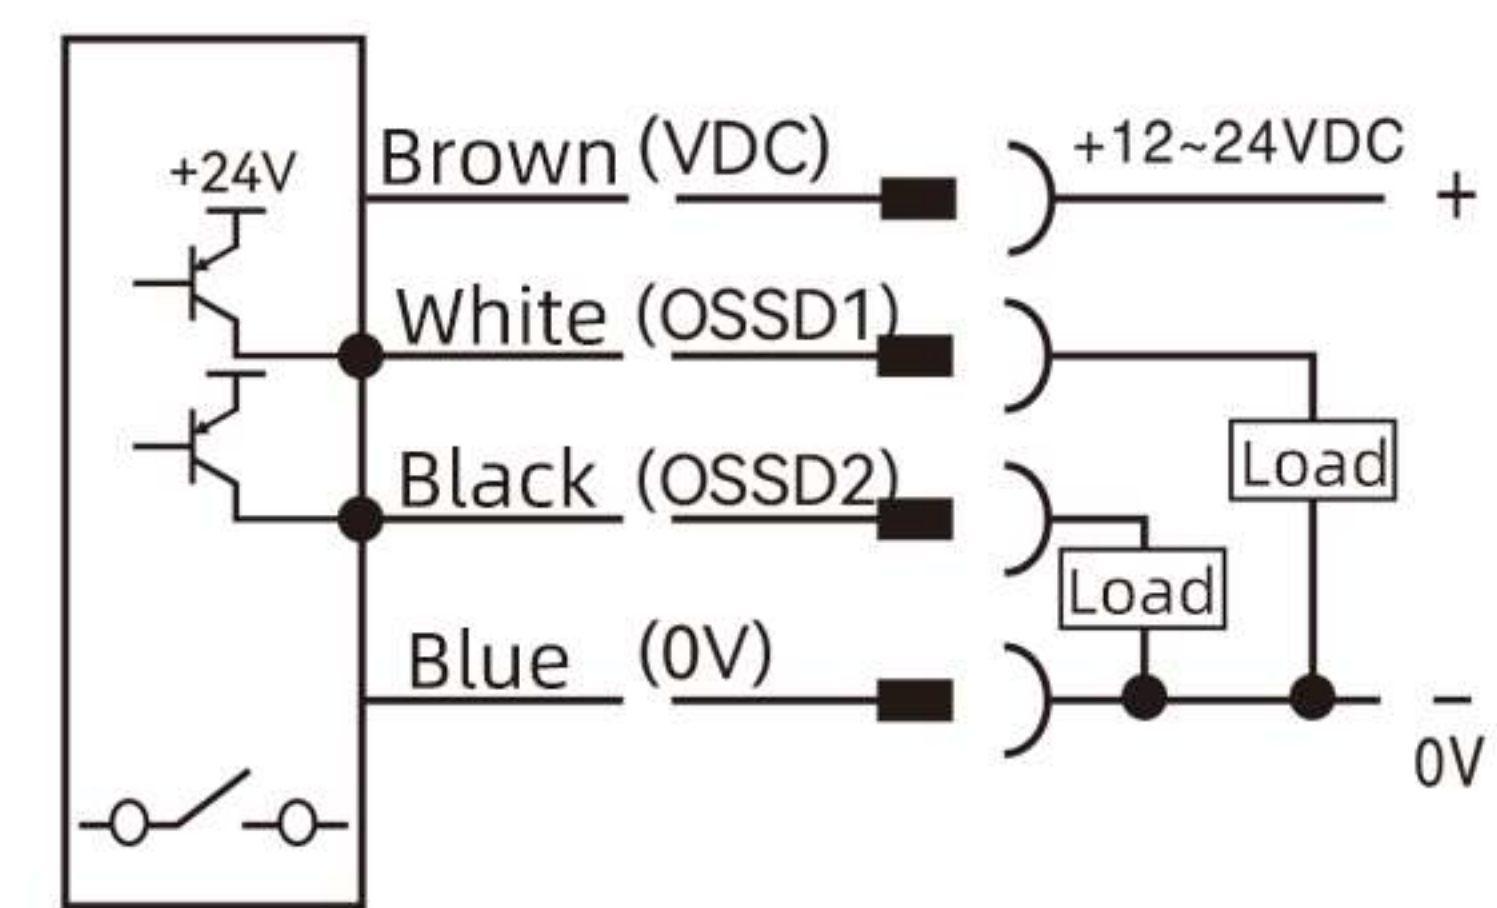 +24V
Brown (VDC)
+12~24VDC
+
White (OSSD1)
Load
Black (OSSD2)
Load
Blue (0V)
−
0V